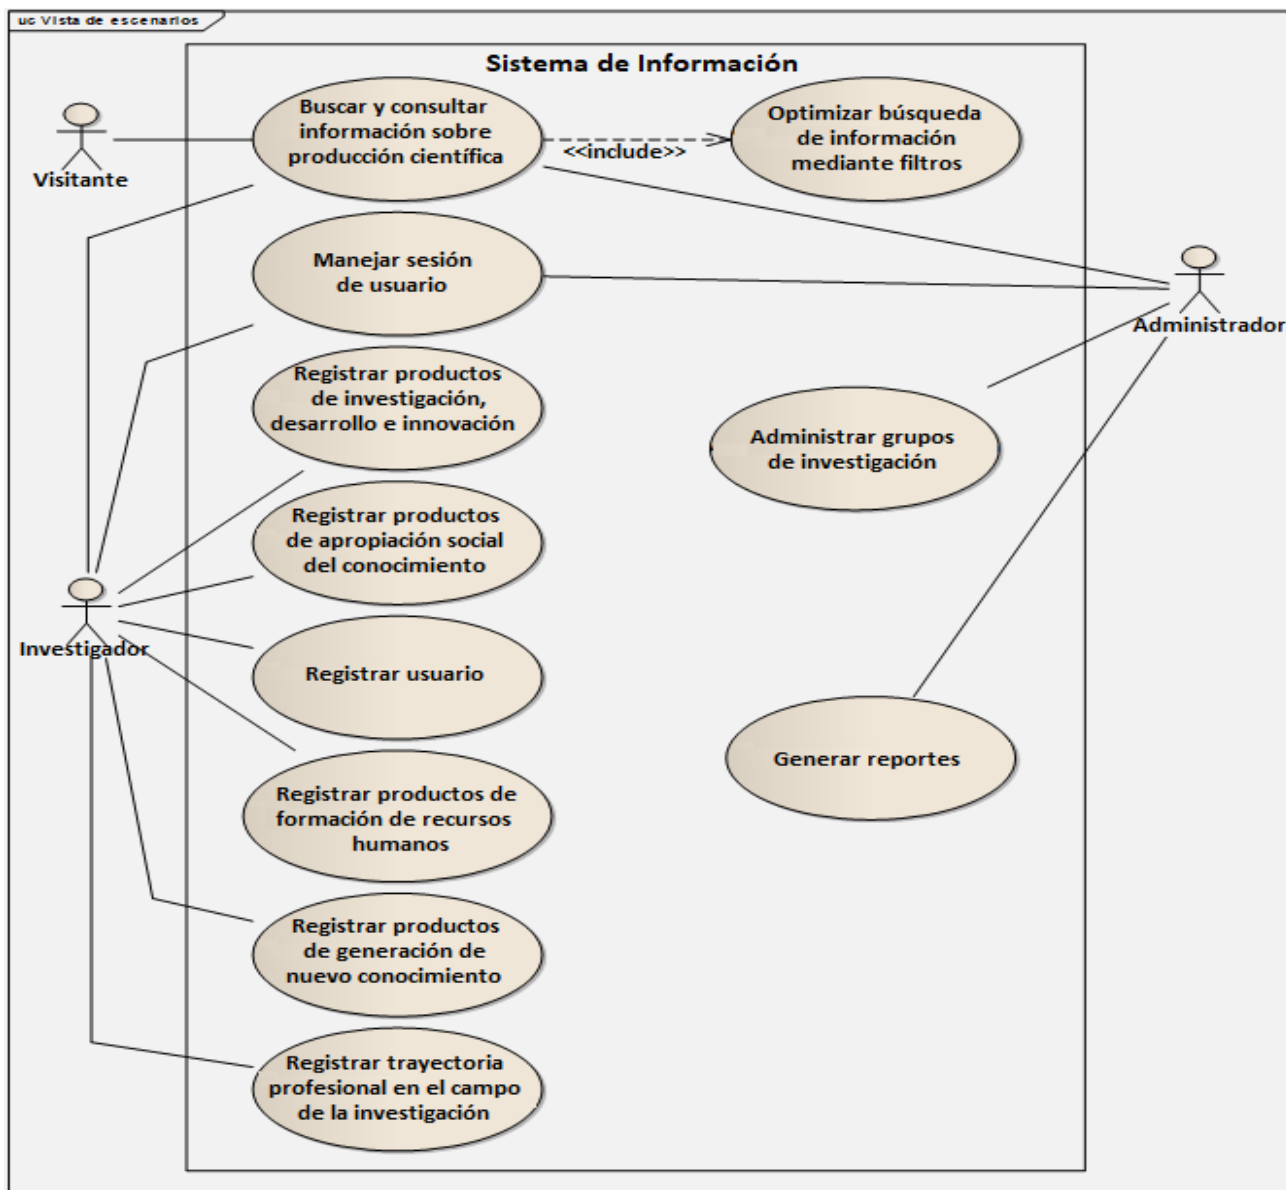 uc Vista de escenarios
Sistema de Información
Buscar y consultar
información sobre
producción científica
<<include>>
Optimizar búsqueda
de información
mediante filtros
Visitante
Manejar sesión
de usuario
Administrador
Registrar productos
de investigación,
desarrollo e innovación
Administrar grupos
de investigación
Registrar productos
de apropiación social
del conocimiento
Investigador
Registrar usuario
Generar reportes
Registrar productos de
formación de recursos
humanos
Registrar productos
de generación de
nuevo conocimiento
Registrar trayectoria
profesional en el campo
de la investigación